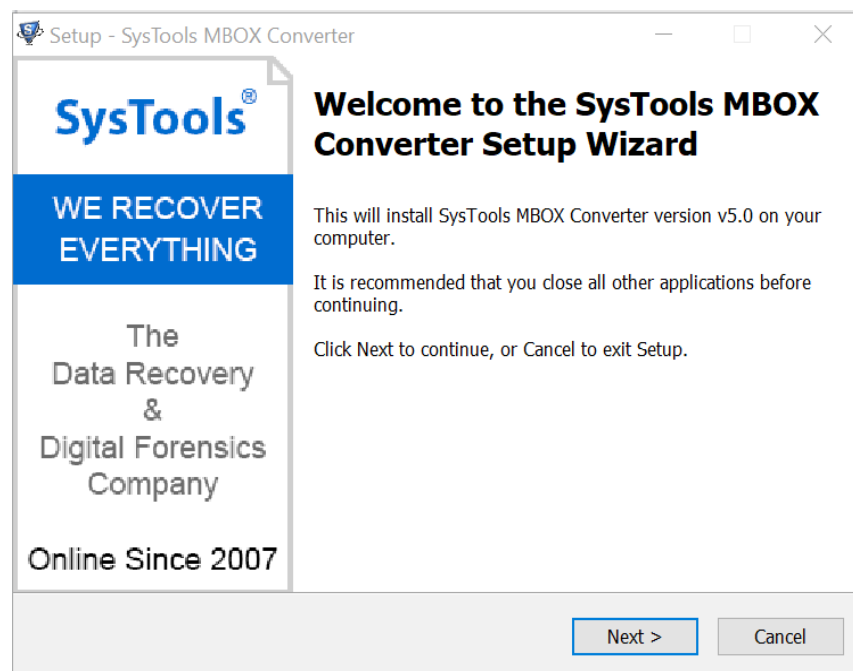 Setup - SysTools MBOX Converter
SysTools®
WE RECOVER
EVERYTHING
The
Data Recovery
&
Digital Forensics
Company
Online Since 2007
Welcome to the SysTools MBOX
Converter Setup Wizard
This will install SysTools MBOX Converter version v5.0 on your
computer.
It is recommended that you close all other applications before
continuing.
Click Next to continue, or Cancel to exit Setup.
Next >
Cancel